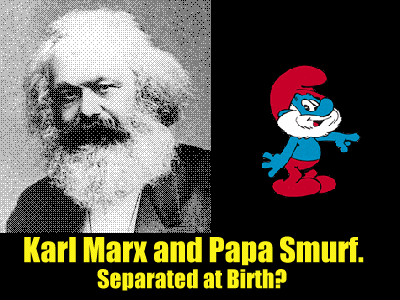 Karl Marx and Papa Smurf.
Separated at Birth?